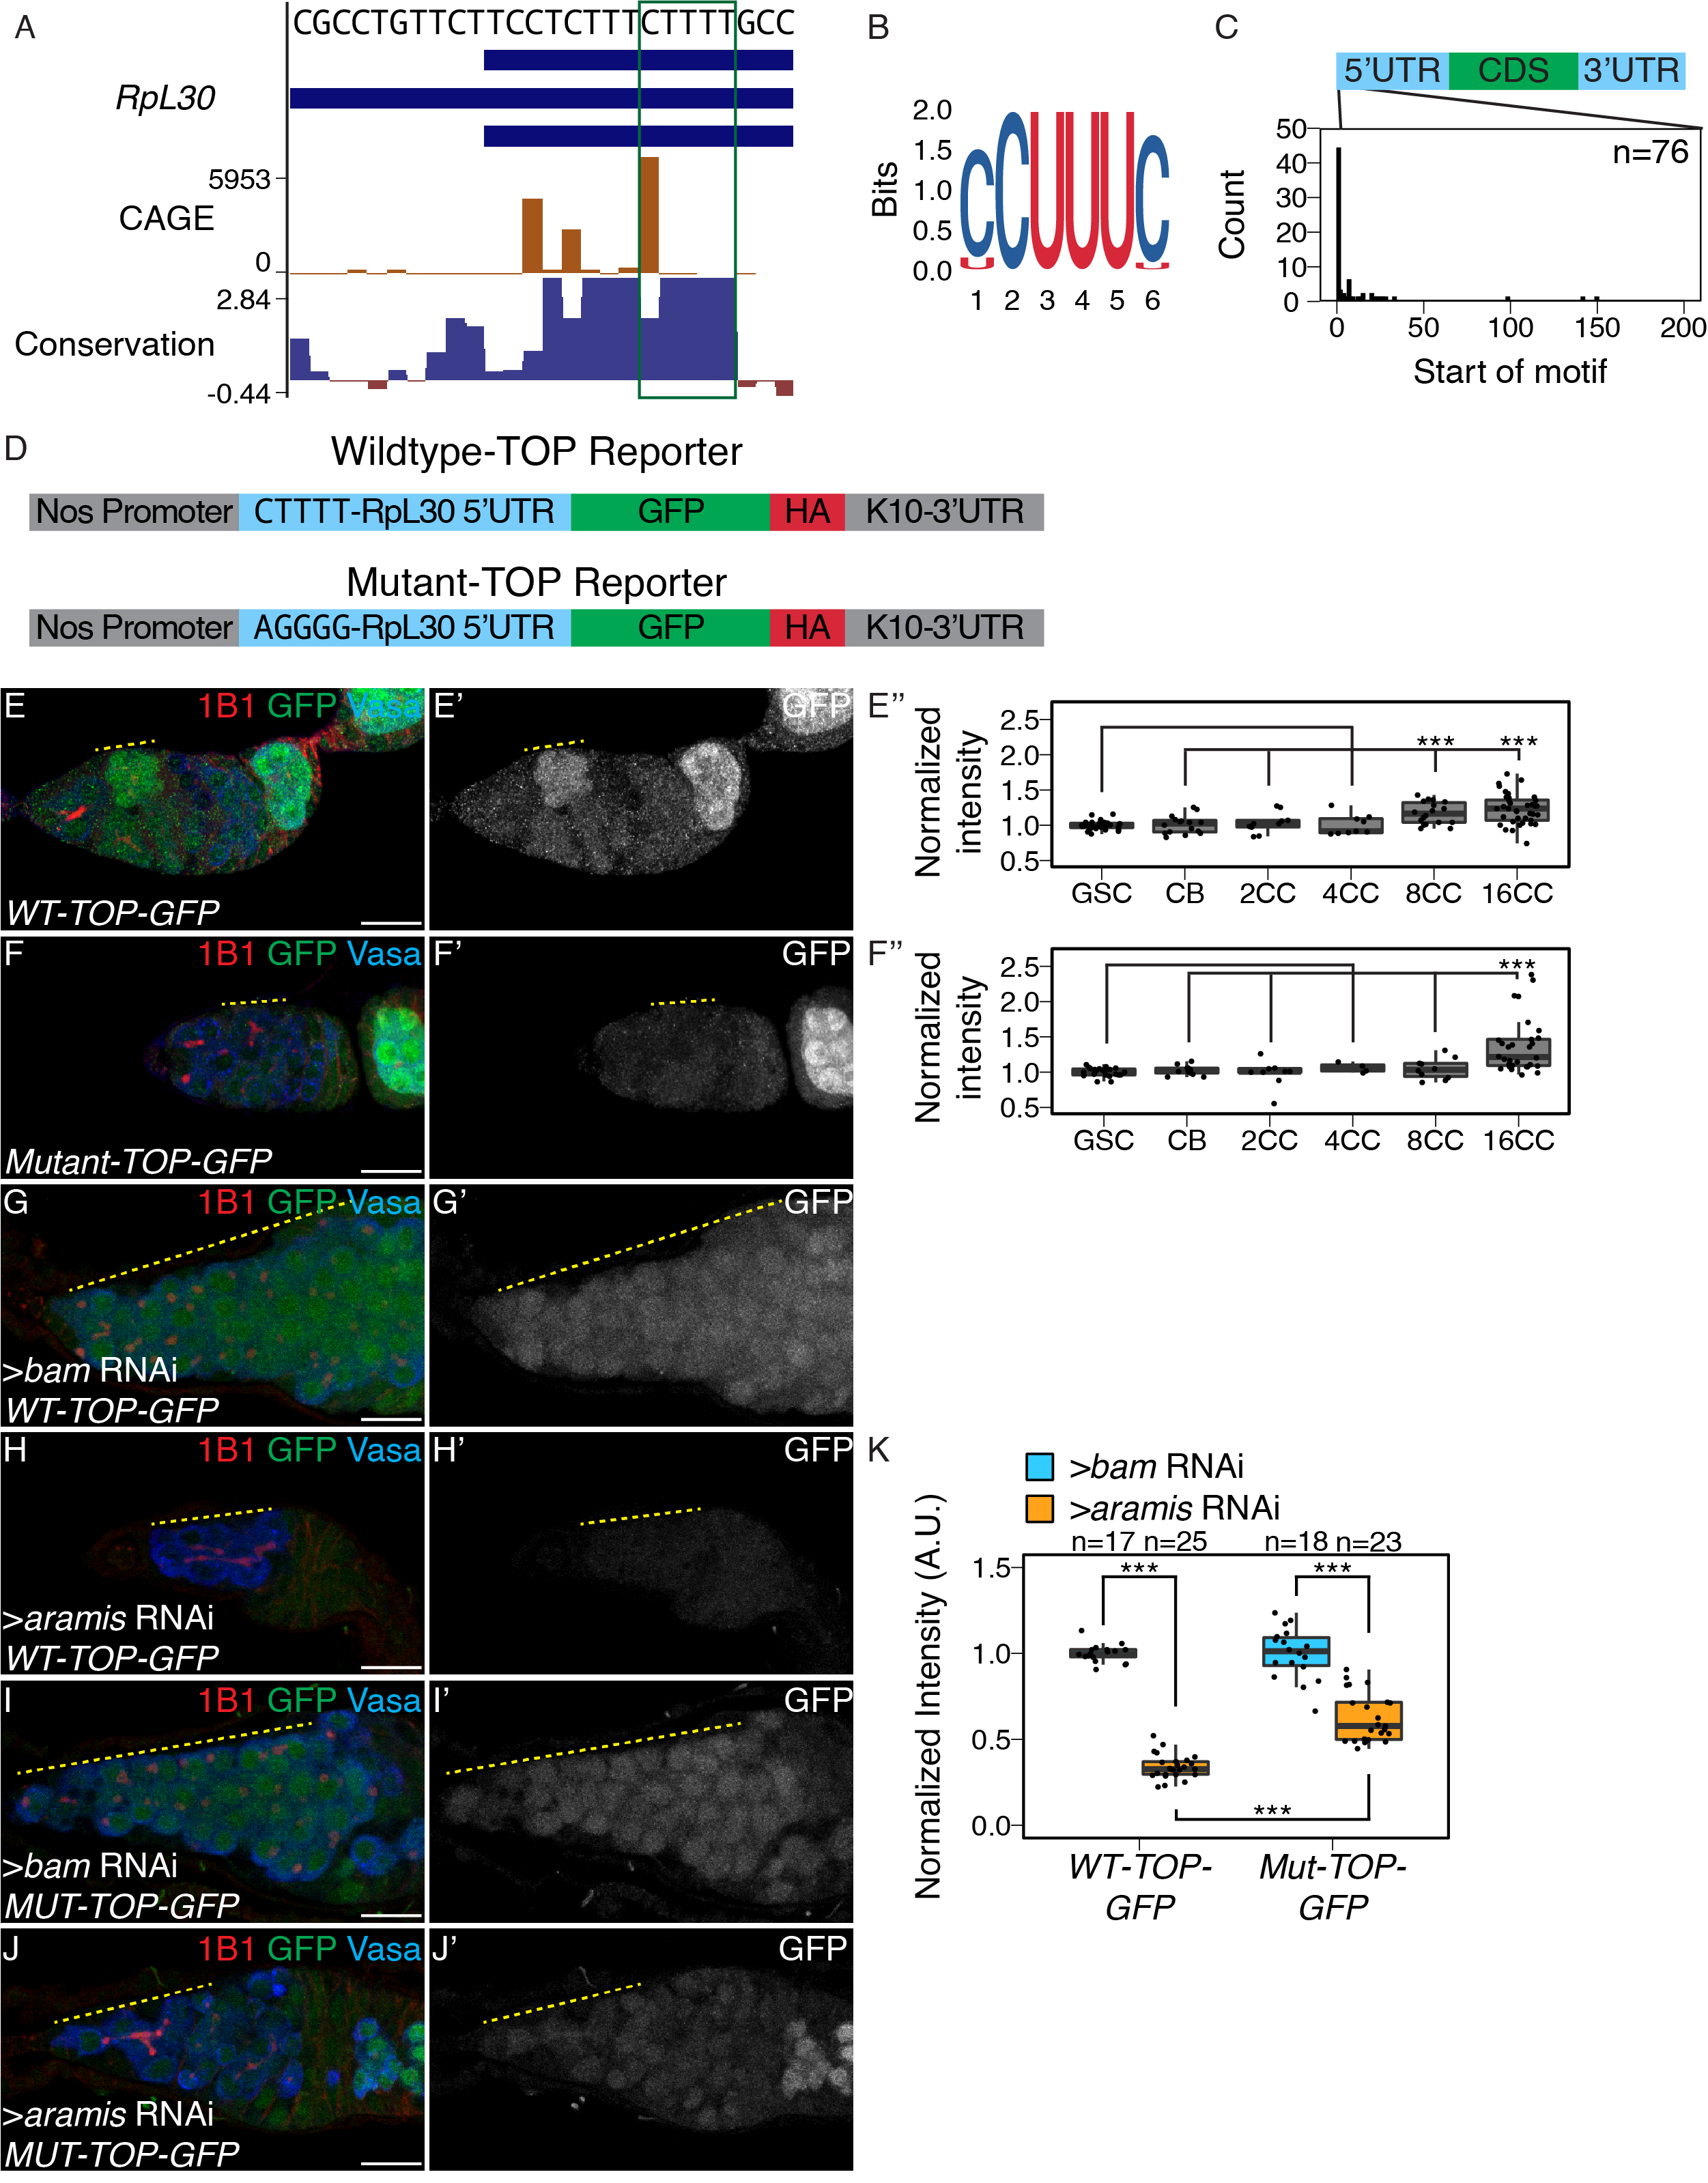 A
CGCCTGTTCTTCCTCTTTCTTTTGCC
RpL30
5953
CAGE
0
2.84
Conservation
-0.44
B
2.0
1.5
1.0
0.5
0.0
Bits
CCUUUC
U U
1 2 3 4 5 6
C
5'UTR CDS 3'UTR
50
40
30
20
10
0
Count
n=76
0 50 100 150 200
Start of motif
D
Wildtype-TOP Reporter
Nos Promoter CTTTT-RpL30 5'UTR GFP HA K10-3'UTR
Mutant-TOP Reporter
Nos Promoter AGGGG-RpL30 5'UTR GFP HA K10-3'UTR
E
1B1 GFP Vasa
WT-TOP-GFP
E'
GFP
E''
Normalized
intensity
2.5
2.0
1.5
1.0
0.5
*** ***
GSC CB 2CC 4CC 8CC 16CC
F
1B1 GFP Vasa
Mutant-TOP-GFP
F'
GFP
F''
Normalized
intensity
2.5
2.0
1.5
1.0
0.5
***
GSC CB 2CC 4CC 8CC 16CC
G
1B1 GFP Vasa
>bam RNAi
WT-TOP-GFP
G'
GFP
H
1B1 GFP Vasa
>aramis RNAi
WT-TOP-GFP
H'
GFP
I
1B1 GFP Vasa
>bam RNAi
MUT-TOP-GFP
I'
GFP
J
1B1 GFP Vasa
>aramis RNAi
MUT-TOP-GFP
J'
GFP
K
>bam RNAi
>aramis RNAi
n=17 n=25 n=18 n=23
Normalized Intensity (A.U.)
1.5
1.0
0.5
0.0
*** ***
***
WT-TOP-
GFP
Mut-TOP-
GFP